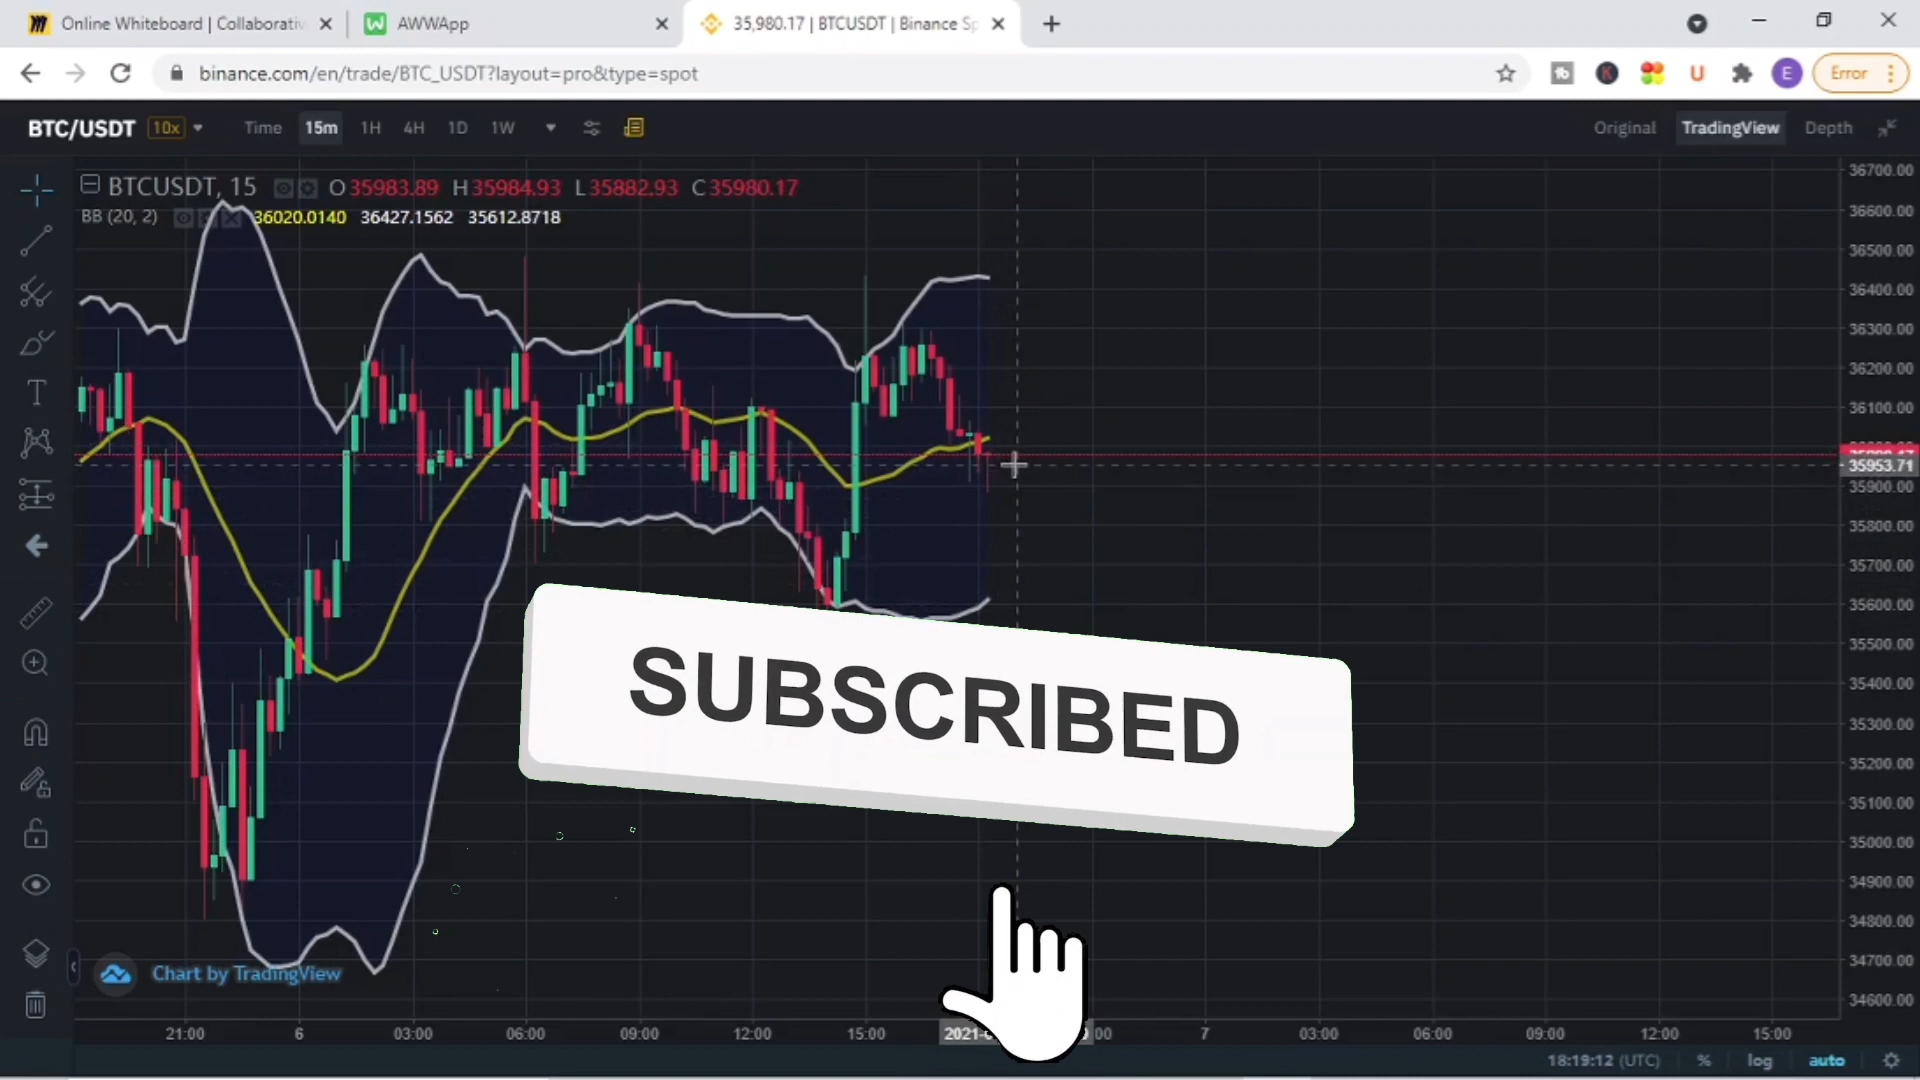 Online Whiteboard | Collaborativ
AWWApp
35,980.17 | BTCUSDT | Binance Sp
binance.com/en/trade/BTC_USDT?layout=pro&type=spot
E
Error
BTC/USDT 10x Time 15m 1H 4H 1D 1W Original TradingView Depth
BTCUSDT, 15 O35983.89 H35984.93 L35882.93 C35980.17
BB (20, 2) 36020.0140 36427.1562 35612.8718
36700.00
36600.00
36500.00
36400.00
36300.00
36200.00
36100.00
35953.71
35900.00
35800.00
35700.00
35600.00
35500.00
35400.00
35300.00
35200.00
35100.00
35000.00
34900.00
34800.00
34700.00
34600.00
SUBSCRIBED
Chart by TradingView
21:00 6 03:00 06:00 09:00 12:00 15:00 7 03:00 06:00 09:00 12:00 15:00
18:19:12 (UTC) % log auto